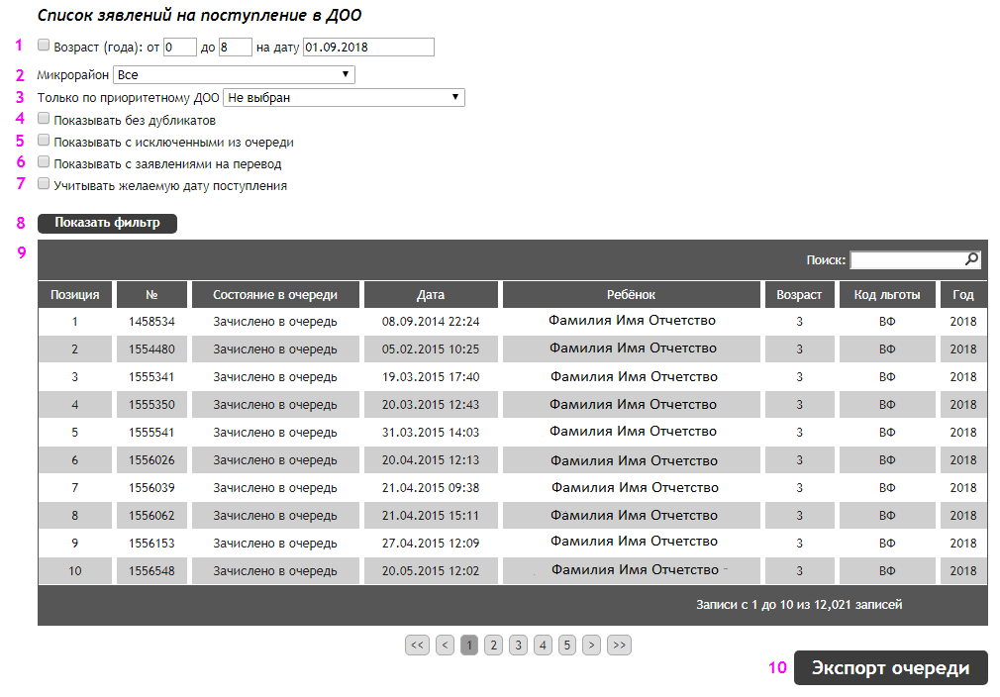 Список зявлений на поступление в ДОО
1 Возраст (года): от 0 до 8 на дату 01.09.2018
2 Микрорайон Все
3 Только по приоритетному ДОО Не выбран
4 Показывать без дубликатов
5 Показывать с исключенными из очереди
6 Показывать с заявлениями на перевод
7 Учитывать желаемую дату поступления
8 Показать фильтр
9 Поиск:
Позиция № Состояние в очереди Дата Ребёнок Возраст Код льготы Год
1 1458534 Зачислено в очередь 08.09.2014 22:24 Фамилия Имя Отчетство 3 ВФ 2018
2 1554480 Зачислено в очередь 05.02.2015 10:25 Фамилия Имя Отчетство 3 ВФ 2018
3 1555341 Зачислено в очередь 19.03.2015 17:40 Фамилия Имя Отчетство 3 ВФ 2018
4 1555350 Зачислено в очередь 20.03.2015 12:43 Фамилия Имя Отчетство 3 ВФ 2018
5 1555541 Зачислено в очередь 31.03.2015 14:03 Фамилия Имя Отчетство 3 ВФ 2018
6 1556026 Зачислено в очередь 20.04.2015 12:13 Фамилия Имя Отчетство 3 ВФ 2018
7 1556039 Зачислено в очередь 21.04.2015 09:38 Фамилия Имя Отчетство 3 ВФ 2018
8 1556062 Зачислено в очередь 21.04.2015 15:11 Фамилия Имя Отчетство 3 ВФ 2018
9 1556153 Зачислено в очередь 27.04.2015 12:09 Фамилия Имя Отчетство 3 ВФ 2018
10 1556548 Зачислено в очередь 20.05.2015 12:02 Фамилия Имя Отчетство 3 ВФ 2018
Записи с 1 до 10 из 12,021 записей
<< < 1 2 3 4 5 > >>
10 Экспорт очереди